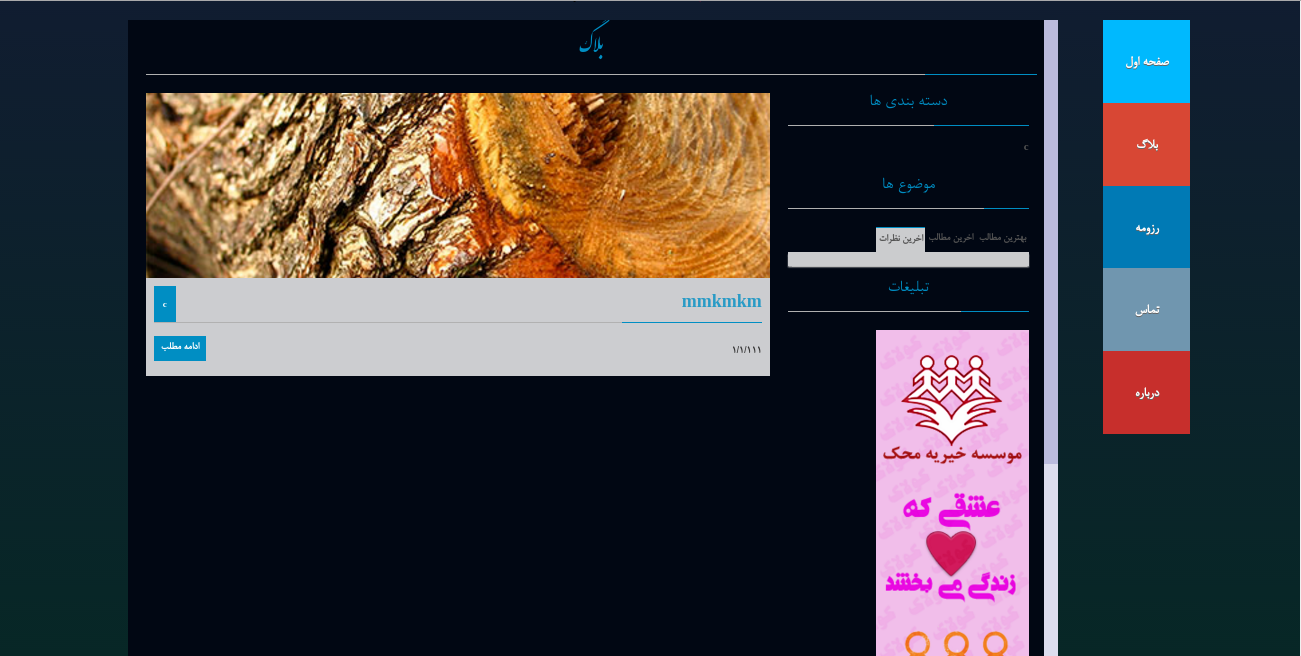 بلاگ
صفحه اول
بلاگ
رزومه
تماس
درباره
دسته بندی ها
c
موضوع ها
بهترین مطالب اخرین مطالب اخرین نظرات
تبلیغات
موسسه خیریه محک
عشقی که
زندگی می بخشد
mmkmkm
c
۱/۱/۱۱۱
ادامه مطلب